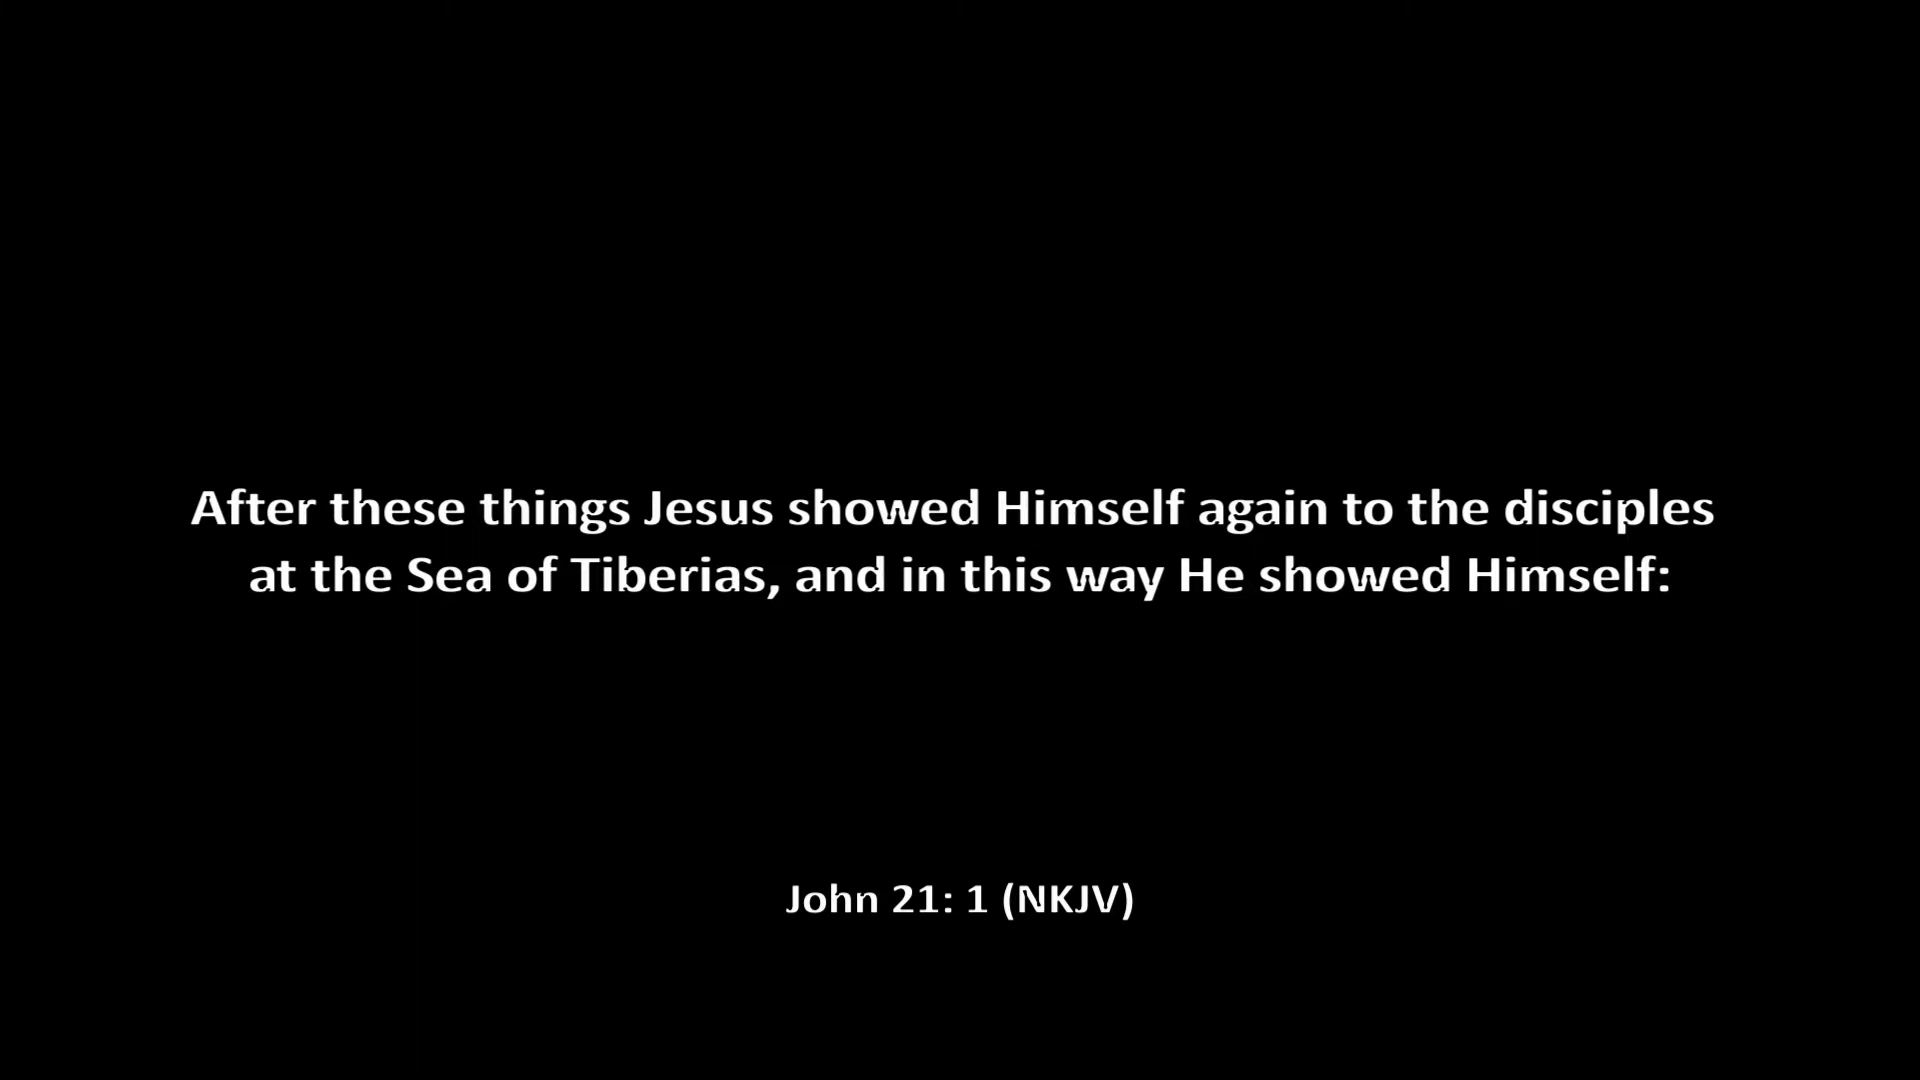 After these things Jesus showed Himself again to the disciples
at the Sea of Tiberias, and in this way He showed Himself:
John 21: 1 (NKJV)